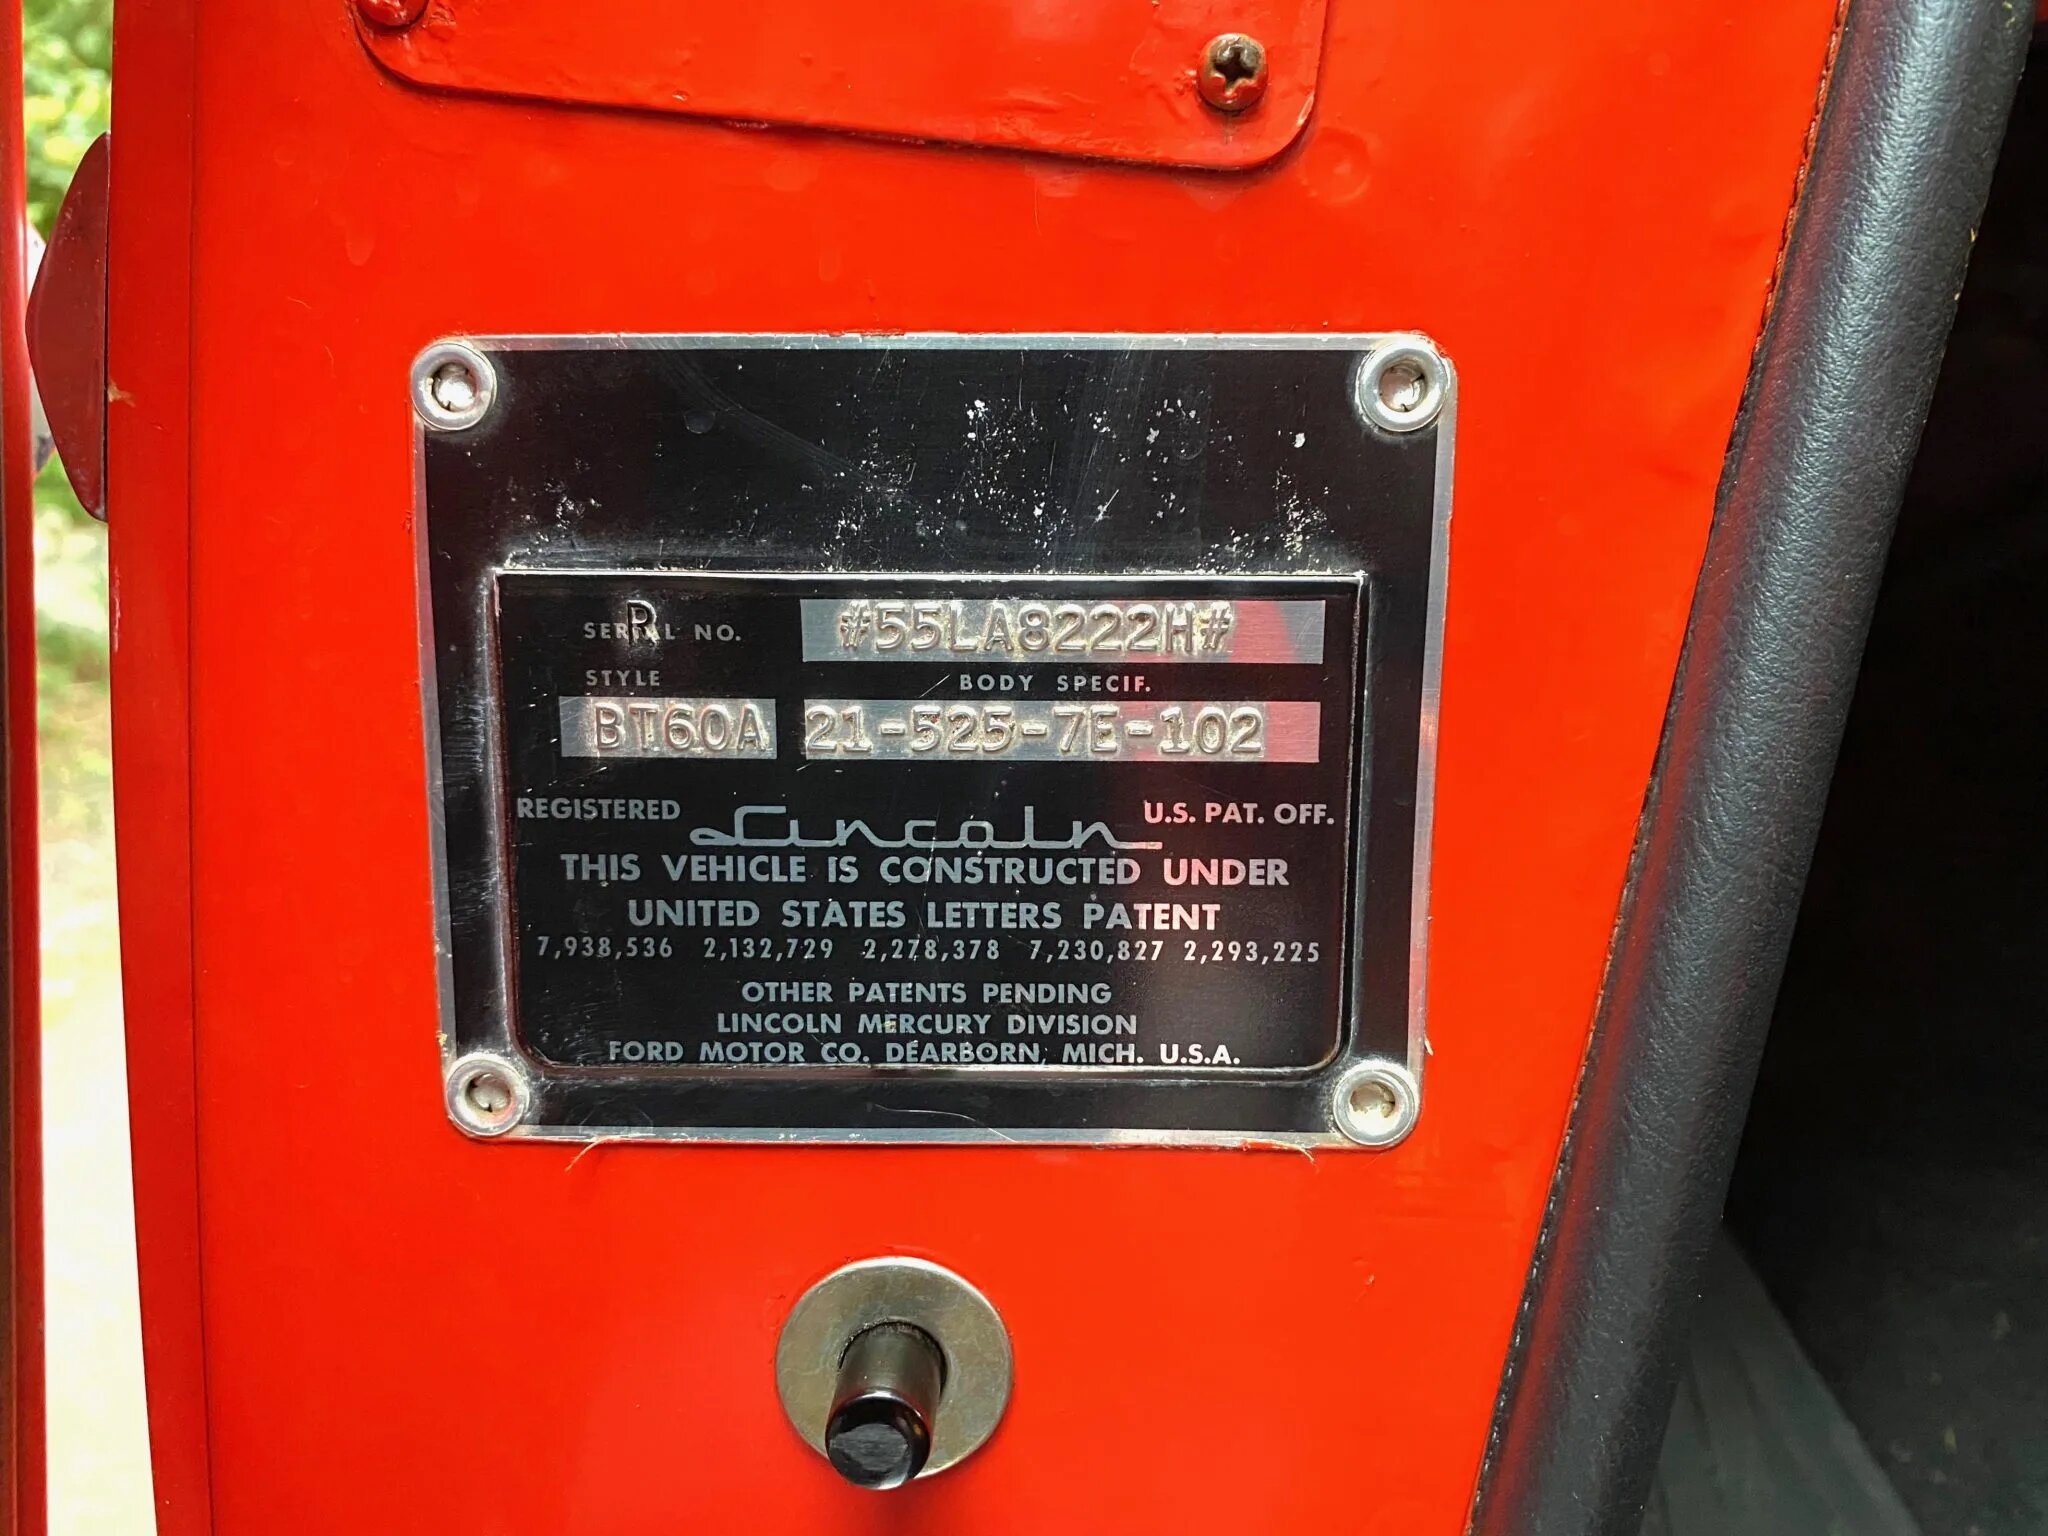 R
SERIAL NO. #55LA8222H#
STYLE BODY SPECIF.
BT60A 21-525-7E-102
REGISTERED Lincoln U.S. PAT. OFF.
THIS VEHICLE IS CONSTRUCTED UNDER
UNITED STATES LETTERS PATENT
7,938,536 2,132,729 2,278,378 7,230,827 2,293,225
OTHER PATENTS PENDING
LINCOLN MERCURY DIVISION
FORD MOTOR CO. DEARBORN, MICH. U.S.A.